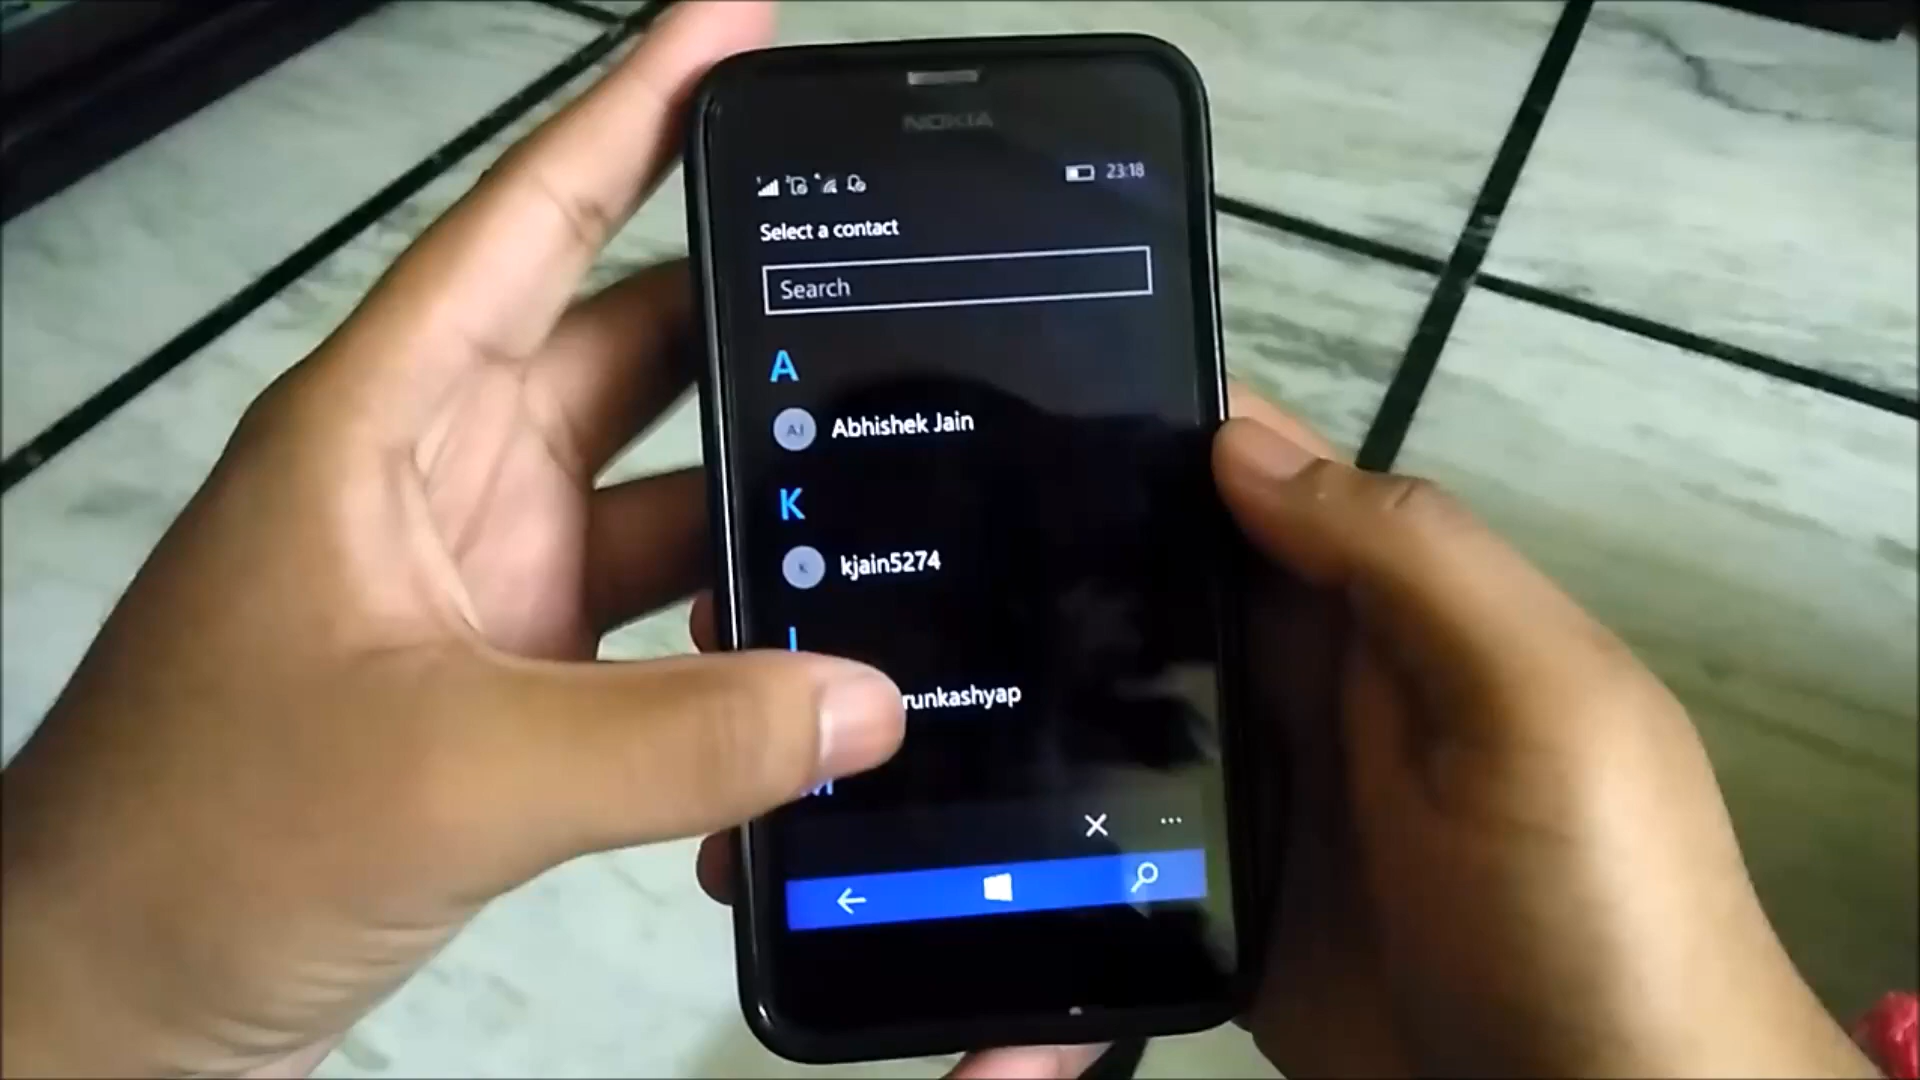 NOKIA
23:18
Select a contact
Search
A
AJ Abhishek Jain
K
K kjain5274
runkashyap